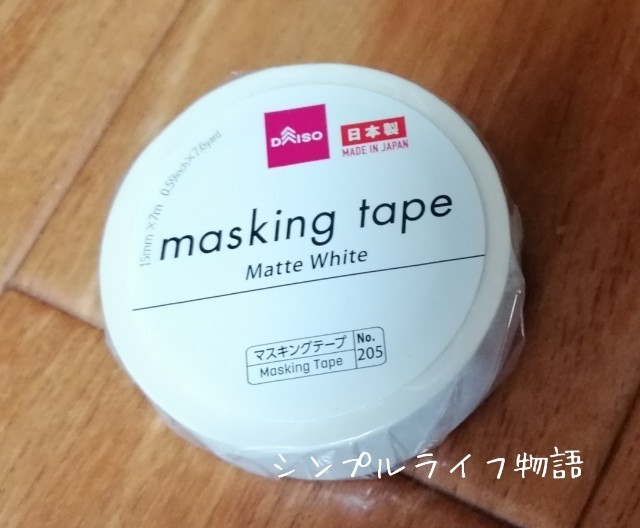 DAISO
日本製
MADE IN JAPAN
15mm×7m 0.59inch×7.6yard
masking tape
Matte White
マスキングテープ
Masking Tape
No.
205
シンプルライフ物語